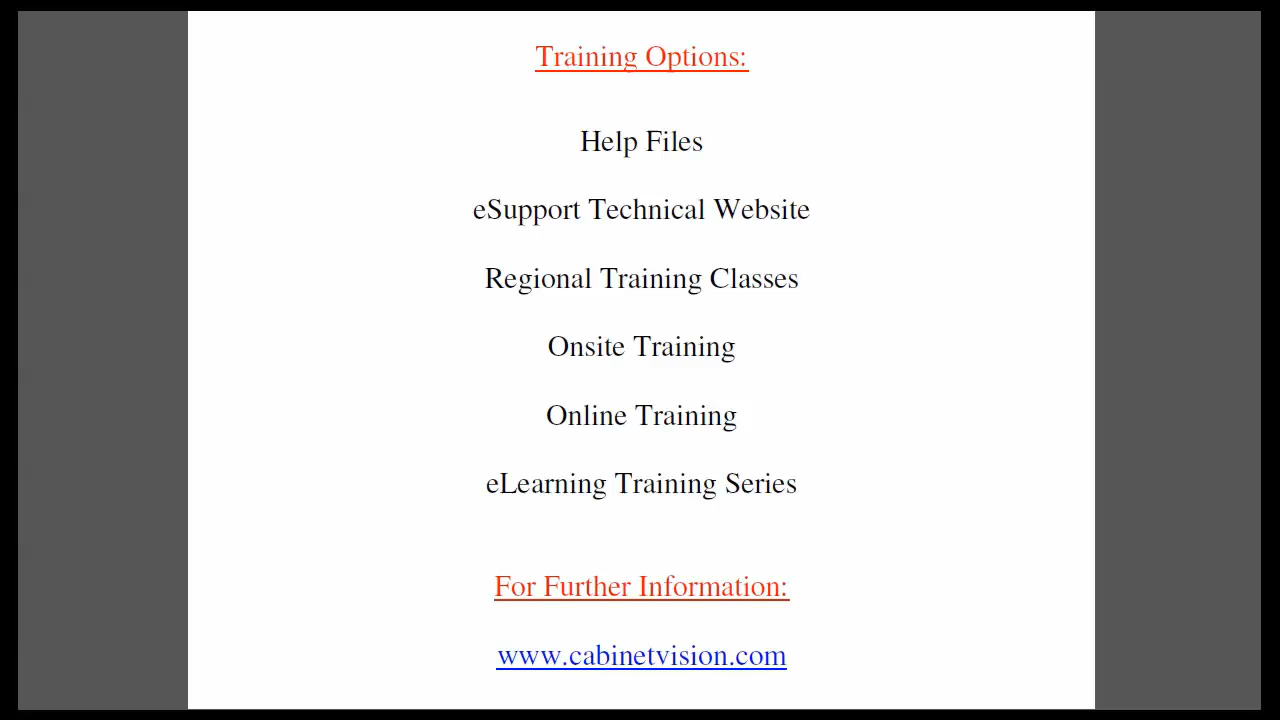 Training Options:
Help Files
eSupport Technical Website
Regional Training Classes
Onsite Training
Online Training
eLearning Training Series
For Further Information:
www.cabinetvision.com